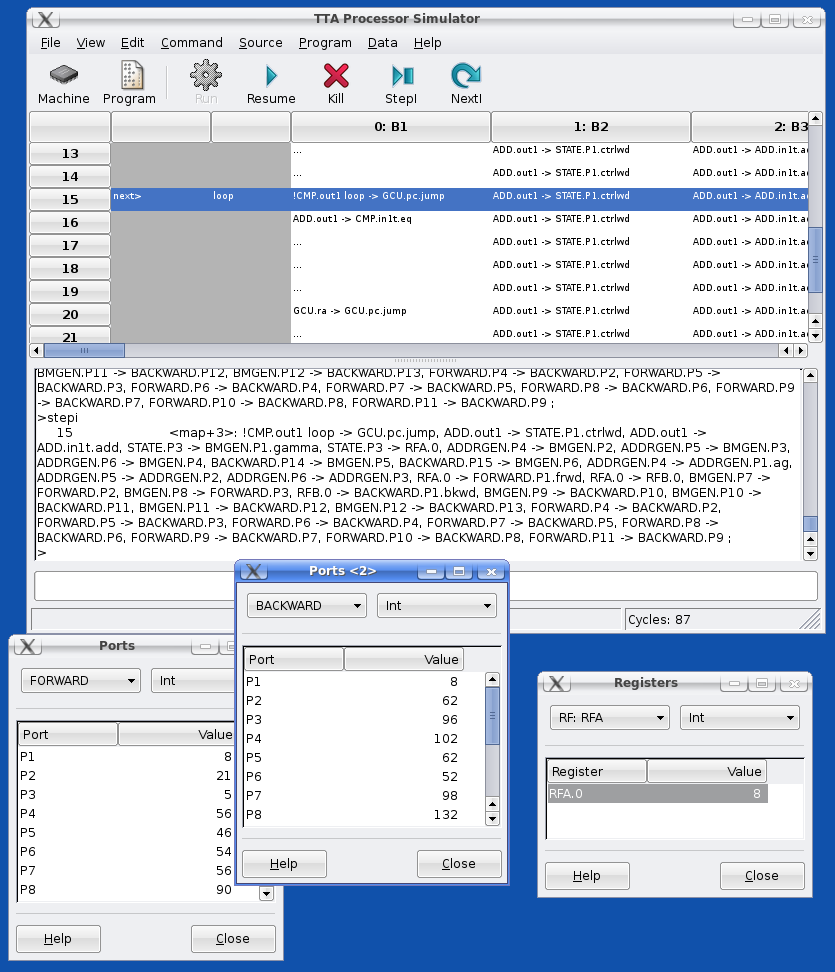 TTA Processor Simulator
File View Edit Command Source Program Data Help
Machine Program Run Resume Kill StepI NextI
0: B1 1: B2 2: B3
13 ... ADD.out1 -> STATE.P1.ctrlwd ADD.out1 -> ADD.in1t.a
14 ... ADD.out1 -> STATE.P1.ctrlwd ADD.out1 -> ADD.in1t.a
15 next> loop !CMP.out1 loop -> GCU.pc.jump ADD.out1 -> STATE.P1.ctrlwd ADD.out1 -> ADD.in1t.a
16 ADD.out1 -> CMP.in1t.eq ADD.out1 -> STATE.P1.ctrlwd ADD.out1 -> ADD.in1t.a
17 ... ADD.out1 -> STATE.P1.ctrlwd ADD.out1 -> ADD.in1t.a
18 ... ADD.out1 -> STATE.P1.ctrlwd ADD.out1 -> ADD.in1t.a
19 ... ADD.out1 -> STATE.P1.ctrlwd ADD.out1 -> ADD.in1t.a
20 GCU.ra -> GCU.pc.jump ADD.out1 -> STATE.P1.ctrlwd ADD.out1 -> ADD.in1t.a
21 ... ADD.out1 -> STATE.P1.ctrlwd ADD.out1 -> ADD.in1t.a
BMGEN.P11 -> BACKWARD.P12, BMGEN.P12 -> BACKWARD.P13, FORWARD.P4 -> BACKWARD.P2, FORWARD.P5 ->
BACKWARD.P3, FORWARD.P6 -> BACKWARD.P4, FORWARD.P7 -> BACKWARD.P5, FORWARD.P8 -> BACKWARD.P6, FORWARD.P9
-> BACKWARD.P7, FORWARD.P10 -> BACKWARD.P8, FORWARD.P11 -> BACKWARD.P9 ;
>stepi
15 <map+3>: !CMP.out1 loop -> GCU.pc.jump, ADD.out1 -> STATE.P1.ctrlwd, ADD.out1 ->
ADD.in1t.add, STATE.P3 -> BMGEN.P1.gamma, STATE.P3 -> RFA.0, ADDRGEN.P4 -> BMGEN.P2, ADDRGEN.P5 -> BMGEN.P3,
ADDRGEN.P6 -> BMGEN.P4, BACKWARD.P14 -> BMGEN.P5, BACKWARD.P15 -> BMGEN.P6, ADDRGEN.P4 -> ADDRGEN.P1.ag,
ADDRGEN.P5 -> ADDRGEN.P2, ADDRGEN.P6 -> ADDRGEN.P3, RFA.0 -> FORWARD.P1.frwd, RFA.0 -> RFB.0, BMGEN.P7 ->
FORWARD.P2, BMGEN.P8 -> FORWARD.P3, RFB.0 -> BACKWARD.P1.bkwd, BMGEN.P9 -> BACKWARD.P10, BMGEN.P10 ->
BACKWARD.P11, BMGEN.P11 -> BACKWARD.P12, BMGEN.P12 -> BACKWARD.P13, FORWARD.P4 -> BACKWARD.P2,
FORWARD.P5 -> BACKWARD.P3, FORWARD.P6 -> BACKWARD.P4, FORWARD.P7 -> BACKWARD.P5, FORWARD.P8 ->
BACKWARD.P6, FORWARD.P9 -> BACKWARD.P7, FORWARD.P10 -> BACKWARD.P8, FORWARD.P11 -> BACKWARD.P9 ;
>
Cycles: 87
Ports
FORWARD Int
Port Value
P1 8
P2 21
P3 5
P4 56
P5 46
P6 54
P7 56
P8 90
Help Close
Ports <2>
BACKWARD Int
Port Value
P1 8
P2 62
P3 96
P4 102
P5 62
P6 52
P7 98
P8 132
Help Close
Registers
RF: RFA Int
Register Value
RFA.0 8
Help Close